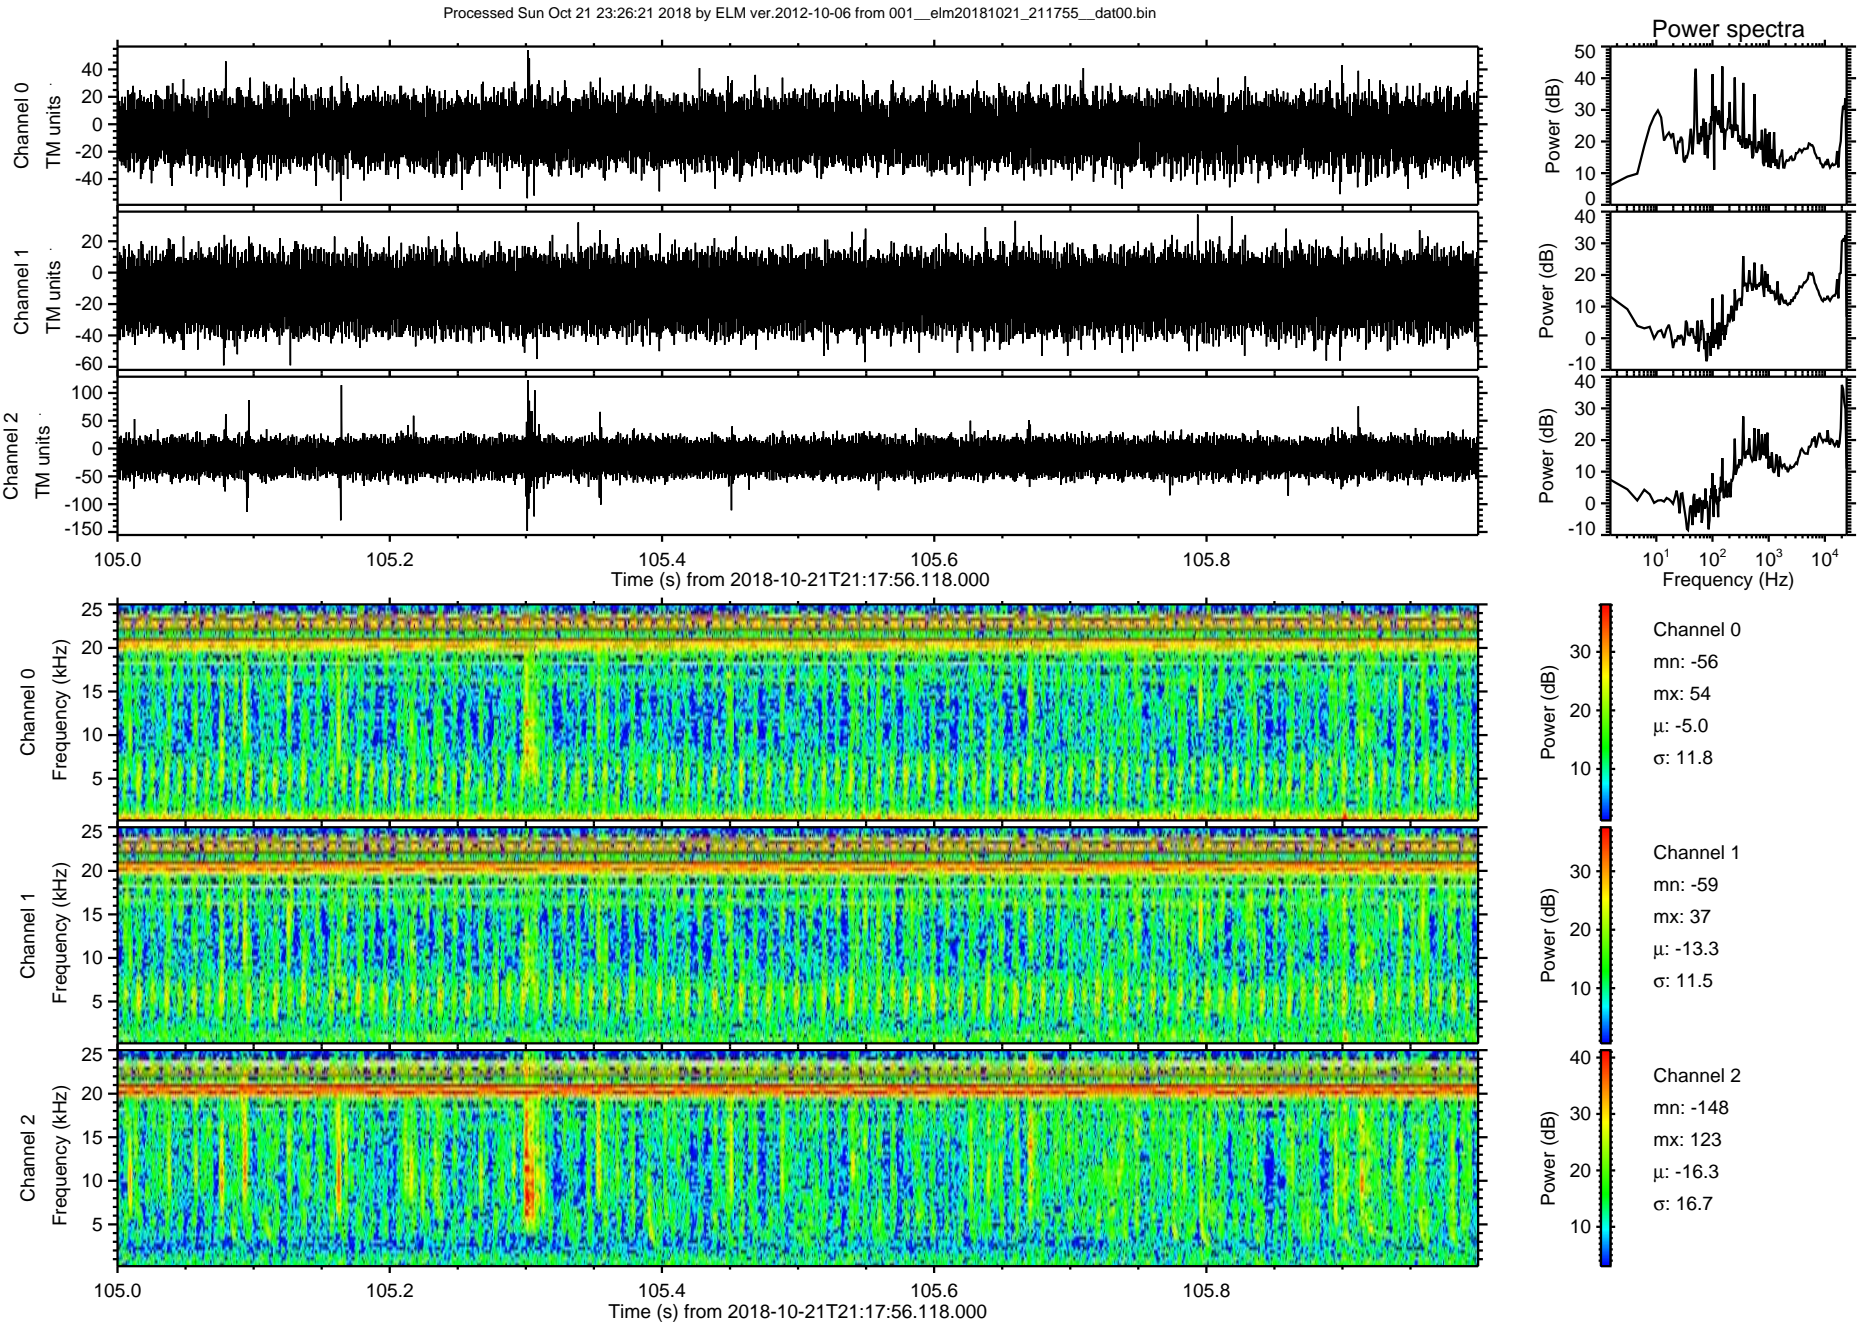 Processed Sun Oct 21 23:26:21 2018 by ELM ver.2012-10-06 from 001__elm20181021_211755__dat00.bin
Power spectra
Channel 0
TM units
40
20
0
-20
-40
Power (dB)
50
40
30
20
10
0
Channel 1
TM units
20
0
-20
-40
-60
Power (dB)
40
30
20
10
0
-10
Channel 2
TM units
100
50
0
-50
-100
-150
Power (dB)
40
30
20
10
0
-10
105.0 105.2 105.4 105.6 105.8
Time (s) from 2018-10-21T21:17:56.118.000
10¹ 10² 10³ 10⁴
Frequency (Hz)
Channel 0
Frequency (kHz)
25
20
15
10
5
Power (dB)
30
20
10
Channel 0
mn: -56
mx: 54
μ: -5.0
σ: 11.8
Channel 1
Frequency (kHz)
25
20
15
10
5
Power (dB)
30
20
10
Channel 1
mn: -59
mx: 37
μ: -13.3
σ: 11.5
Channel 2
Frequency (kHz)
25
20
15
10
5
Power (dB)
40
30
20
10
Channel 2
mn: -148
mx: 123
μ: -16.3
σ: 16.7
105.0 105.2 105.4 105.6 105.8
Time (s) from 2018-10-21T21:17:56.118.000